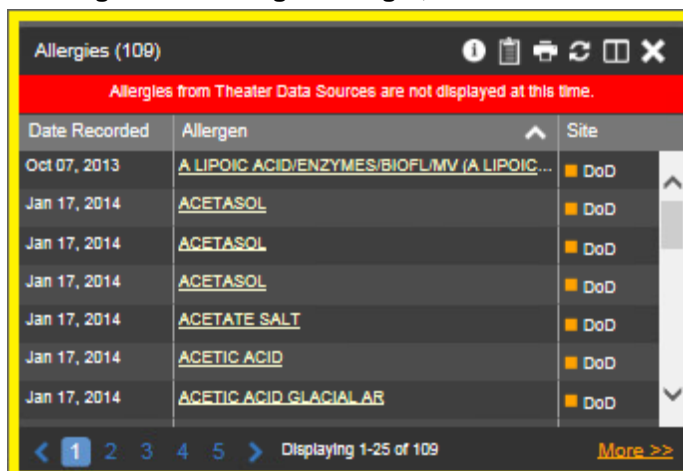 Allergies (109)
Allergies from Theater Data Sources are not displayed at this time.
Date Recorded Allergen Site
Oct 07, 2013 A LIPOIC ACID/ENZYMES/BIOFL/MV (A LIPOIC... DoD
Jan 17, 2014 ACETASOL DoD
Jan 17, 2014 ACETASOL DoD
Jan 17, 2014 ACETASOL DoD
Jan 17, 2014 ACETATE SALT DoD
Jan 17, 2014 ACETIC ACID DoD
Jan 17, 2014 ACETIC ACID GLACIAL AR DoD
1 2 3 4 5 Displaying 1-25 of 109 More >>